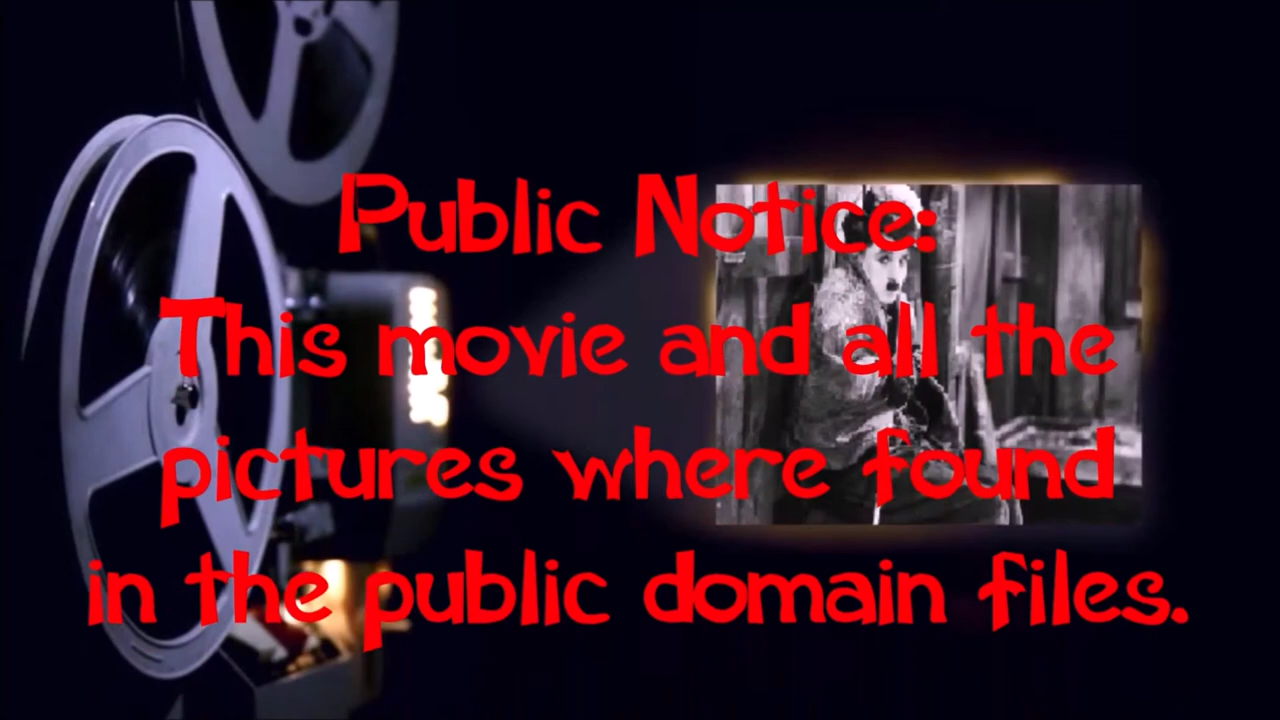 Public Notice:
This movie and all the
pictures where found
in the public domain files.